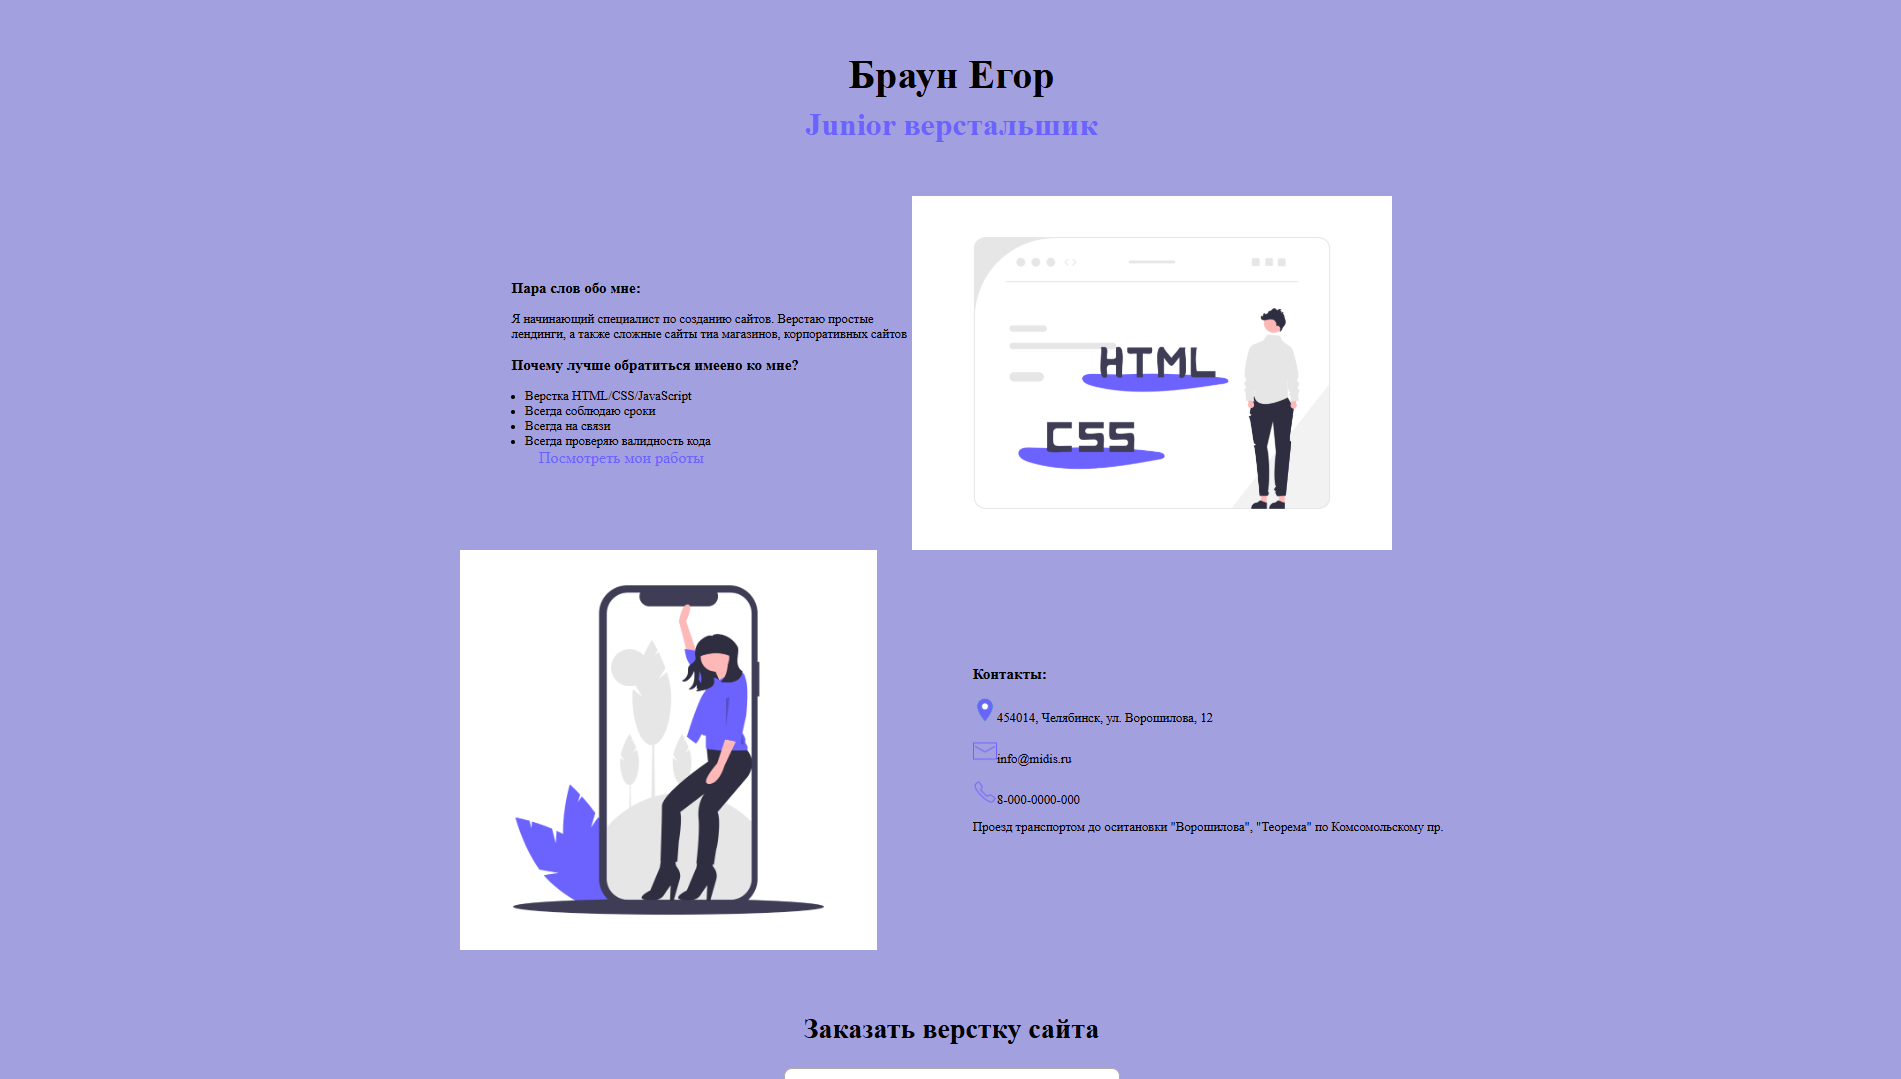 Браун Егор
Junior верстальшик
Пара слов обо мне:
Я начинающий специалист по созданию сайтов. Верстаю простые
лендинги, а также сложные сайты тиа магазинов, корпоративных сайтов
Почему лучше обратиться имеено ко мне?
Верстка HTML/CSS/JavaScript
Всегда соблюдаю сроки
Всегда на связи
Всегда проверяю валидность кода
Посмотреть мои работы
HTML
CSS
Контакты:
454014, Челябинск, ул. Ворошилова, 12
info@midis.ru
8-000-0000-000
Проезд транспортом до оситановки "Ворошилова", "Теорема" по Комсомольскому пр.
Заказать верстку сайта